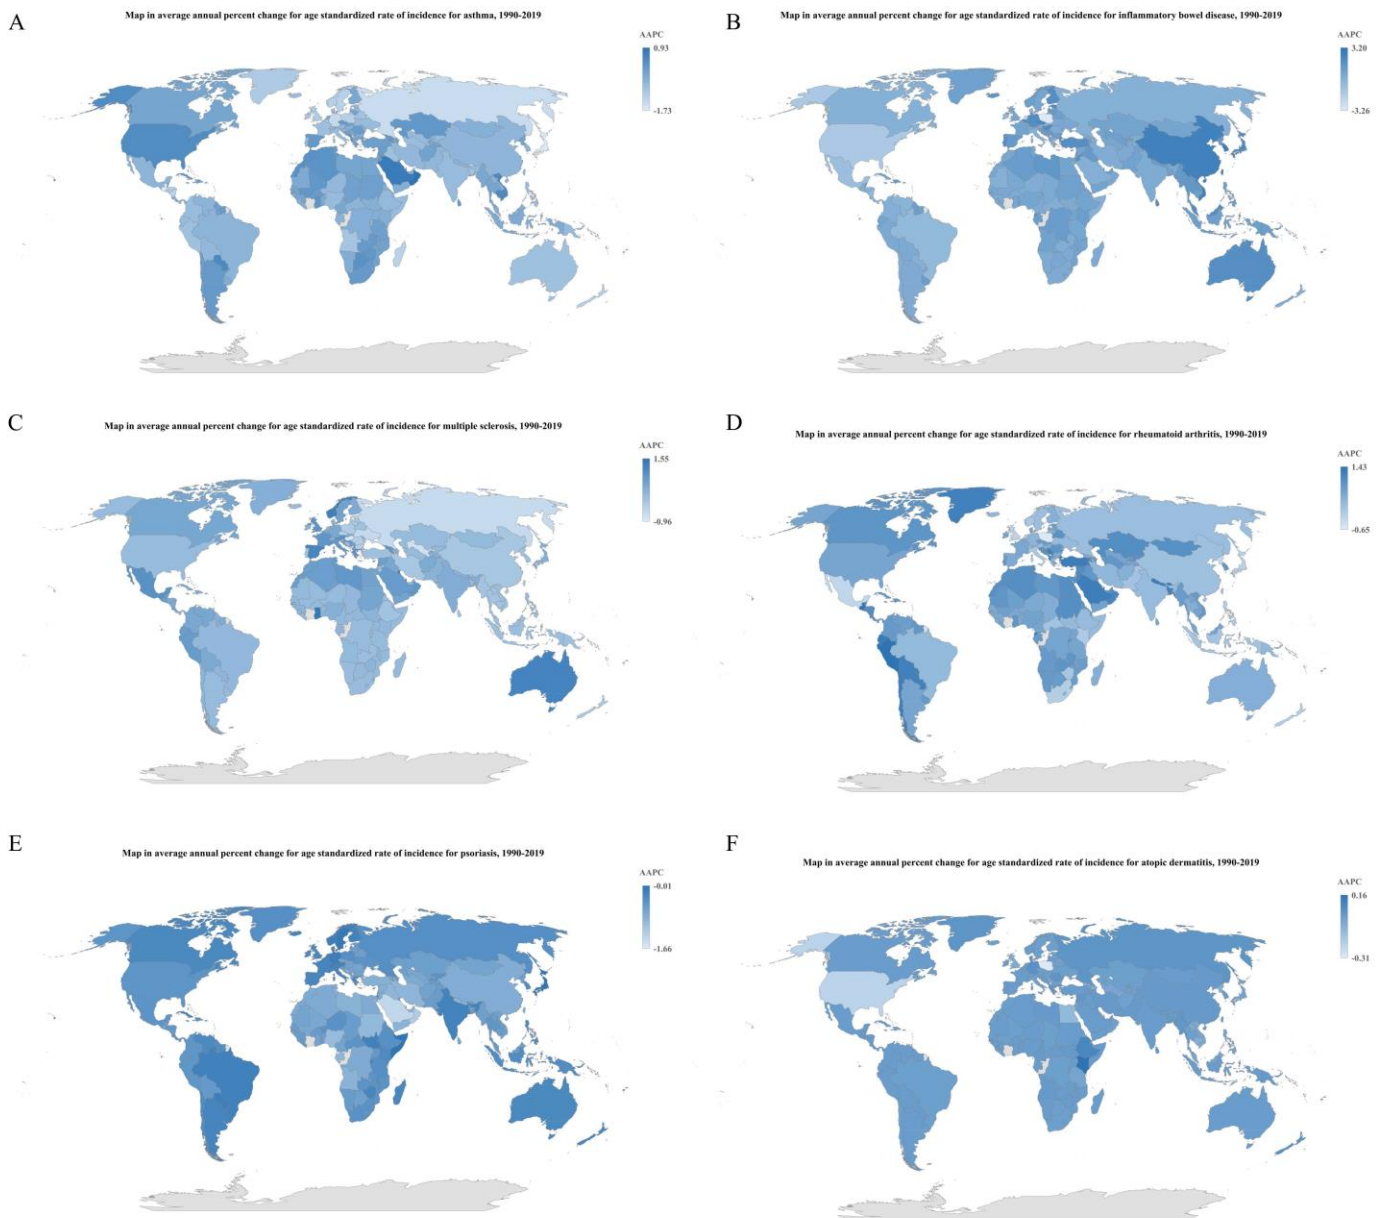 A
Map in average annual percent change for age standardized rate of incidence for asthma, 1990-2019
AAPC
0.93
-1.73
B
Map in average annual percent change for age standardized rate of incidence for inflammatory bowel disease, 1990-2019
AAPC
3.20
-3.26
C
Map in average annual percent change for age standardized rate of incidence for multiple sclerosis, 1990-2019
AAPC
1.55
-0.96
D
Map in average annual percent change for age standardized rate of incidence for rheumatoid arthritis, 1990-2019
AAPC
1.43
-0.65
E
Map in average annual percent change for age standardized rate of incidence for psoriasis, 1990-2019
AAPC
-0.01
-1.66
F
Map in average annual percent change for age standardized rate of incidence for atopic dermatitis, 1990-2019
AAPC
0.16
-0.31